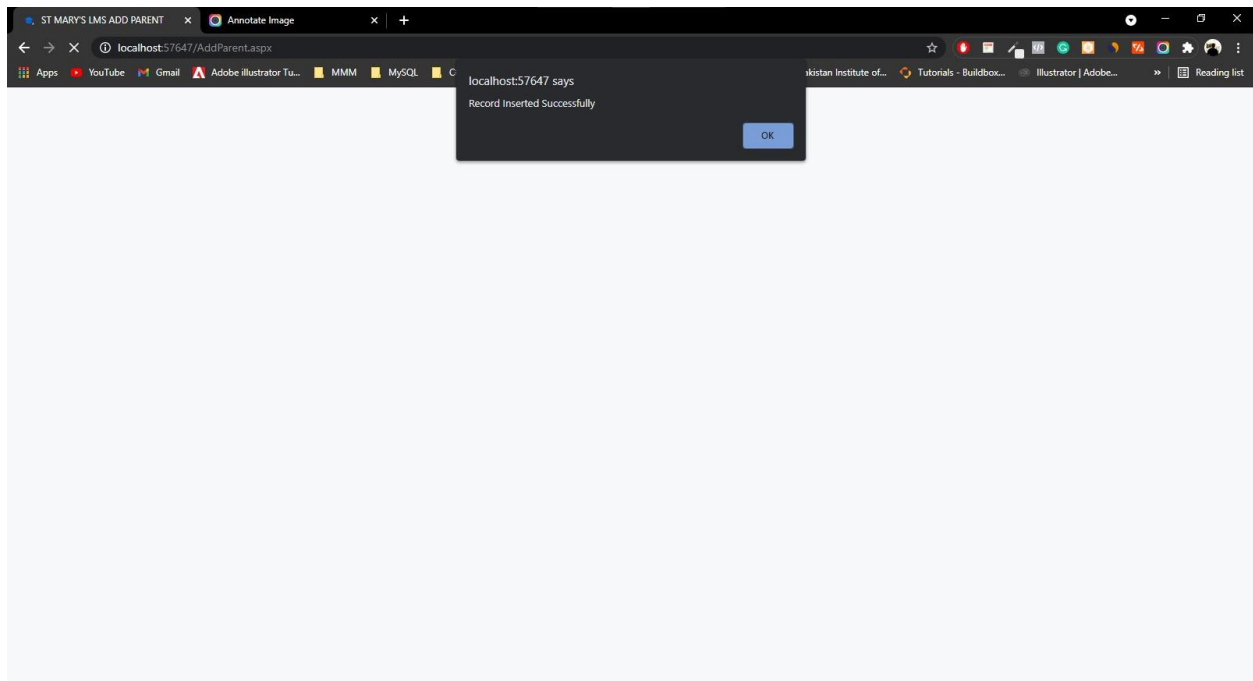 ST MARY'S LMS ADD PARENT
Annotate Image
localhost:57647/AddParent.aspx
Apps YouTube Gmail Adobe illustrator Tu... MMM MySQL C akistan Institute of... Tutorials - Buildbox... Illustrator | Adobe... » Reading list
localhost:57647 says
Record Inserted Successfully
OK